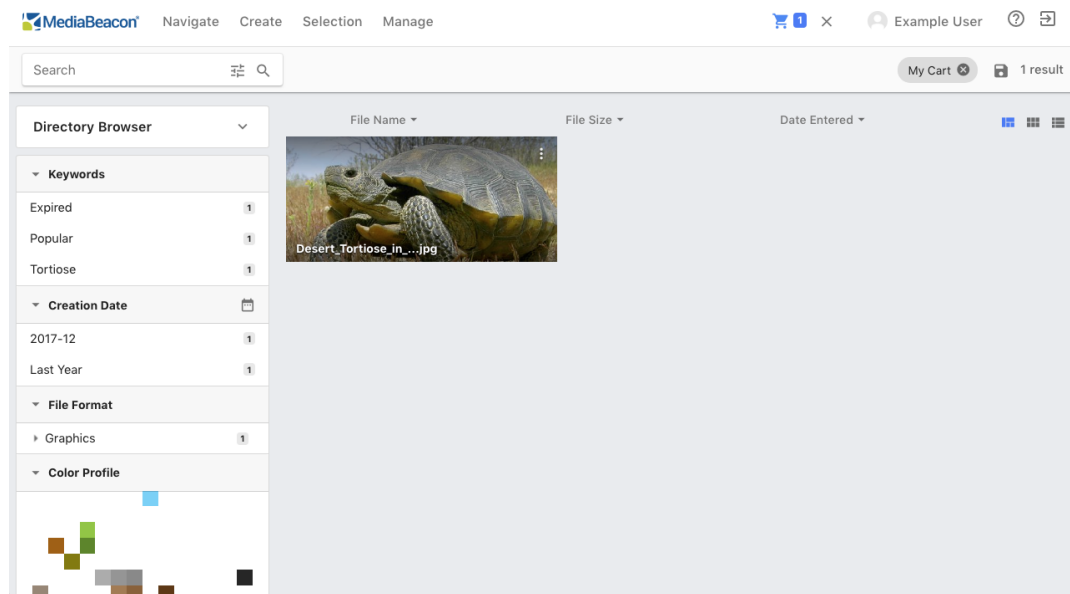 MediaBeacon Navigate Create Selection Manage 1 Example User
Search My Cart 1 result
Directory Browser
File Name File Size Date Entered
Keywords
Expired 1
Popular 1
Tortiose 1
Desert_Tortiose_in_...jpg
Creation Date
2017-12 1
Last Year 1
File Format
Graphics 1
Color Profile